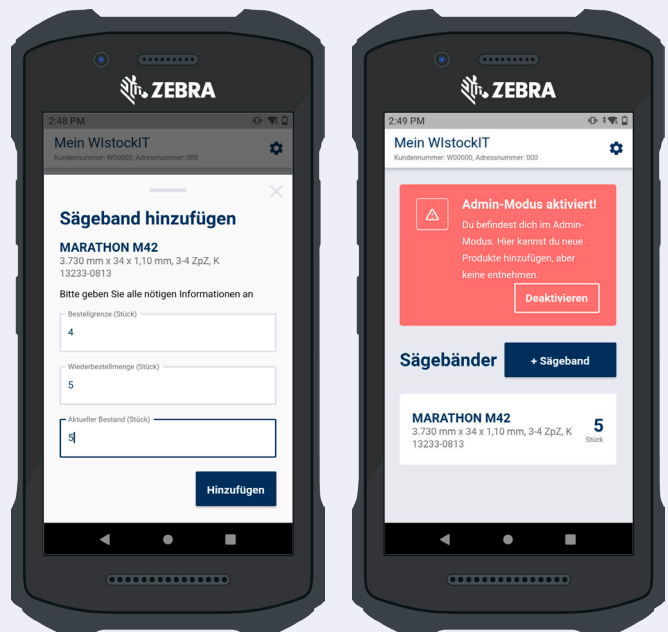 ZEBRA
2:48 PM
Mein WIstockIT
Kundennummer: W00000, Adressnummer: 000
Sägeband hinzufügen
MARATHON M42
3.730 mm x 34 x 1,10 mm, 3-4 ZpZ, K
13233-0813
Bitte geben Sie alle nötigen Informationen an
Bestellgrenze (Stück)
4
Wiederbestellmenge (Stück)
5
Aktueller Bestand (Stück)
5
Hinzufügen
ZEBRA
2:49 PM
Mein WIstockIT
Kundennummer: W00000, Adressnummer: 000
Admin-Modus aktiviert!
Du befindest dich im Admin-
Modus. Hier kannst du neue
Produkte hinzufügen, aber
keine entnehmen.
Deaktivieren
Sägebänder
+ Sägeband
MARATHON M42
3.730 mm x 34 x 1,10 mm, 3-4 ZpZ, K
13233-0813
5
Stück